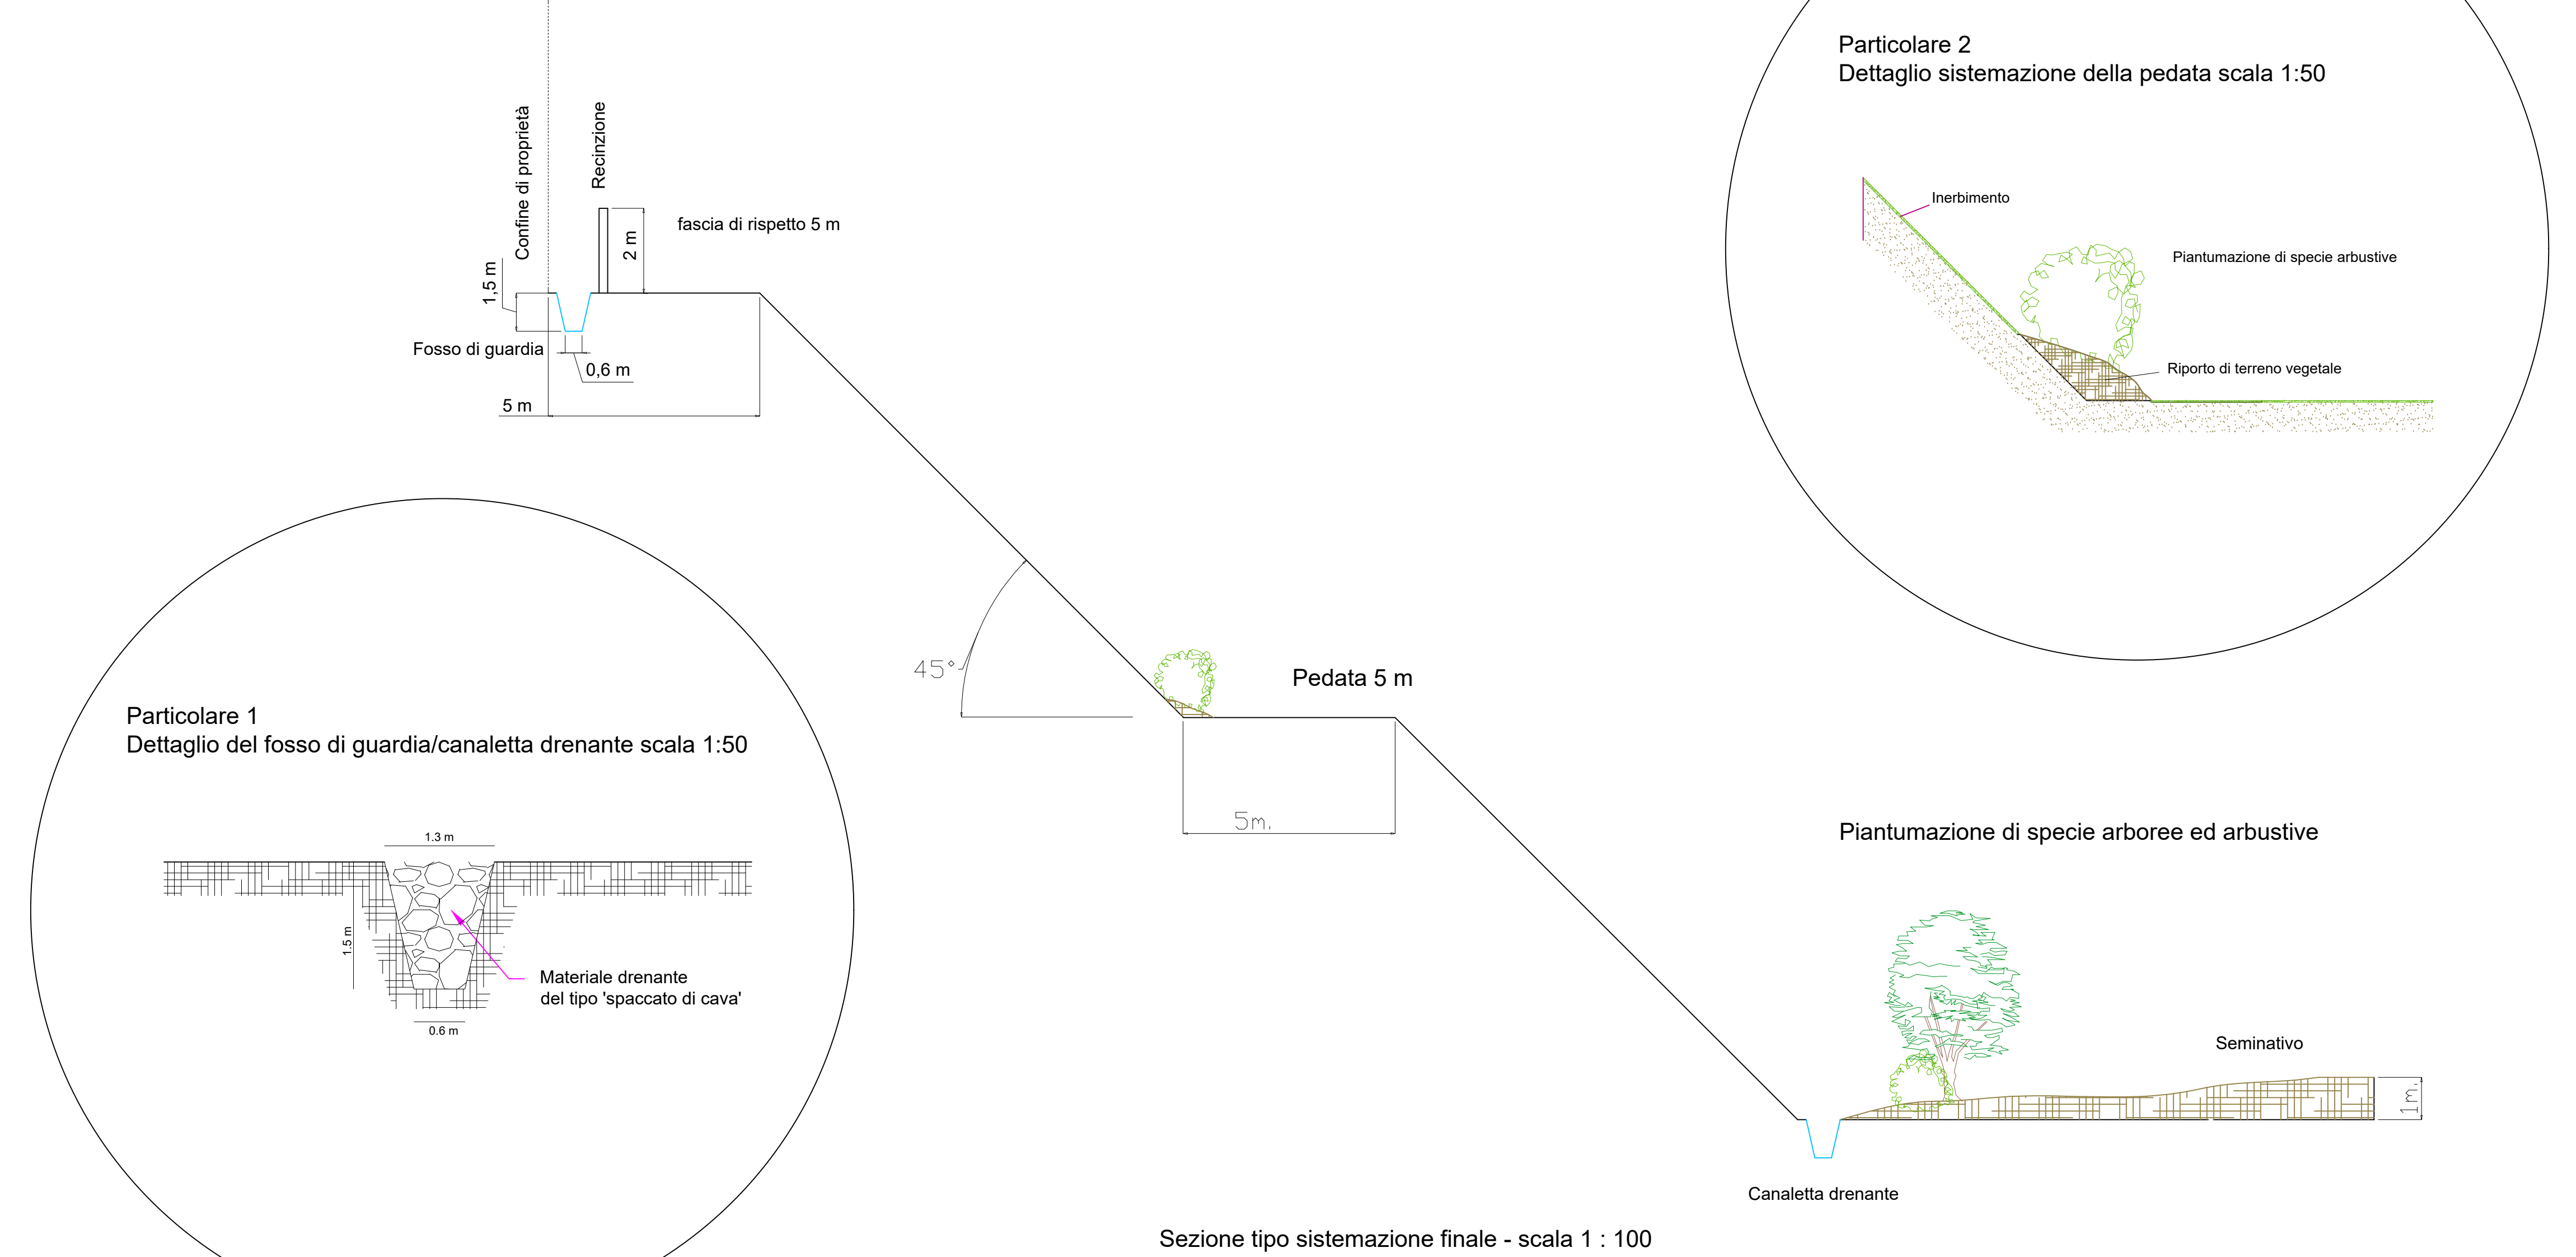 Particolare 2
Dettaglio sistemazione della pedata scala 1:50
Confine di proprietà
Recinzione
Inerbimento
fascia di rispetto 5 m
2 m
Piantumazione di specie arbustive
1,5 m
Fosso di guardia
0,6 m
Riporto di terreno vegetale
5 m
45°
Pedata 5 m
Particolare 1
Dettaglio del fosso di guardia/canaletta drenante scala 1:50
5m.
Piantumazione di specie arboree ed arbustive
1.3 m
1.5 m
Materiale drenante
del tipo 'spaccato di cava'
0.6 m
Seminativo
1m.
Canaletta drenante
Sezione tipo sistemazione finale - scala 1 : 100